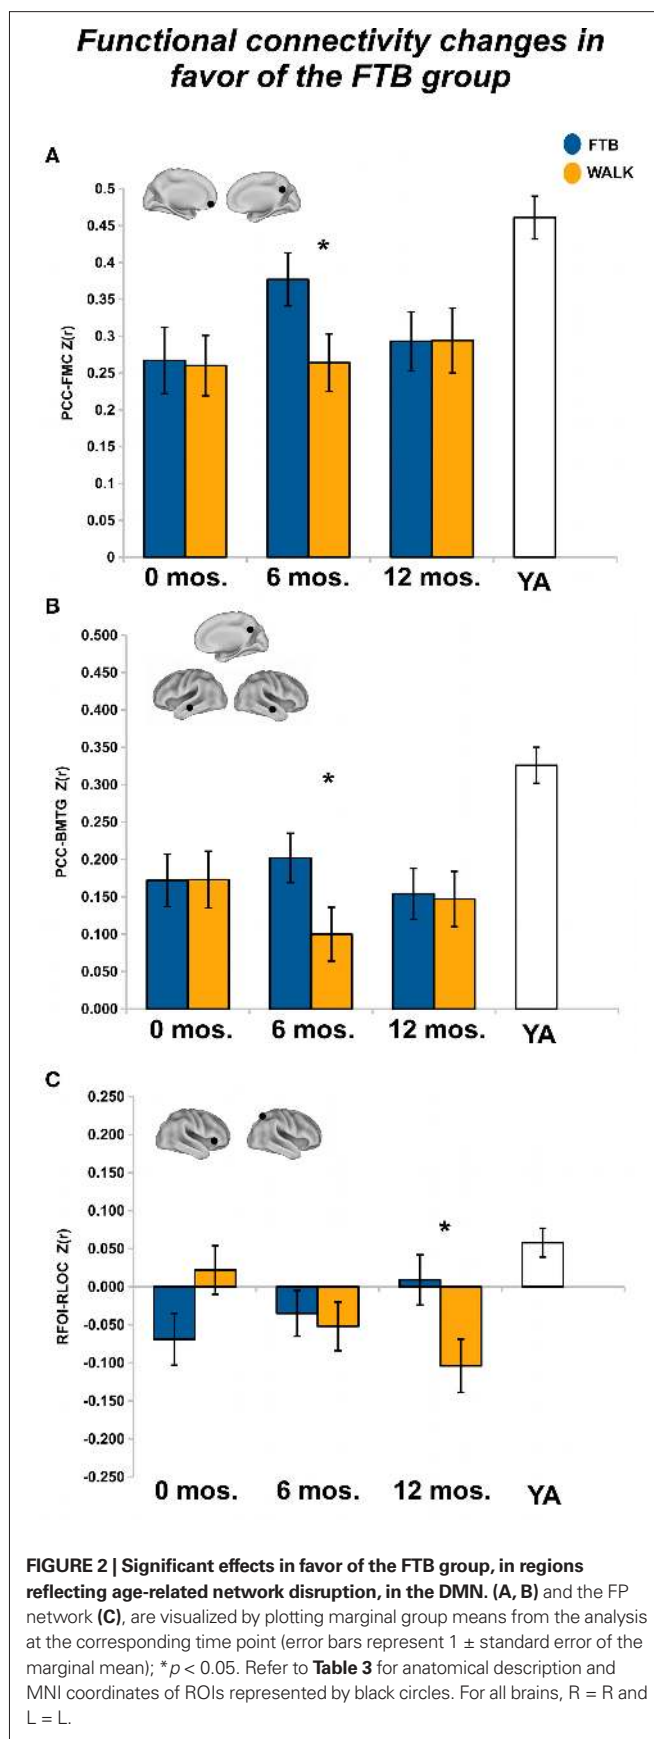 Functional connectivity changes in
favor of the FTB group
A
FTB
WALK
0.5
0.45
0.4
0.35
0.3
0.25
0.2
0.15
0.1
0.05
0
PCC-FMC Z(r)
*
0 mos.
6 mos.
12 mos.
YA
B
0.500
0.450
0.400
0.350
0.300
0.250
0.200
0.150
0.100
0.050
0.000
PCC-BMTG Z(r)
*
0 mos.
6 mos.
12 mos.
YA
C
0.250
0.200
0.150
0.100
0.050
0.000
-0.050
-0.100
-0.150
-0.200
-0.250
RFOI-RLOC Z(r)
*
0 mos.
6 mos.
12 mos.
YA
FIGURE 2 | Significant effects in favor of the FTB group, in regions
reflecting age-related network disruption, in the DMN. (A, B) and the FP
network (C), are visualized by plotting marginal group means from the analysis
at the corresponding time point (error bars represent 1 ± standard error of the
marginal mean); *p < 0.05. Refer to Table 3 for anatomical description and
MNI coordinates of ROIs represented by black circles. For all brains, R = R and
L = L.